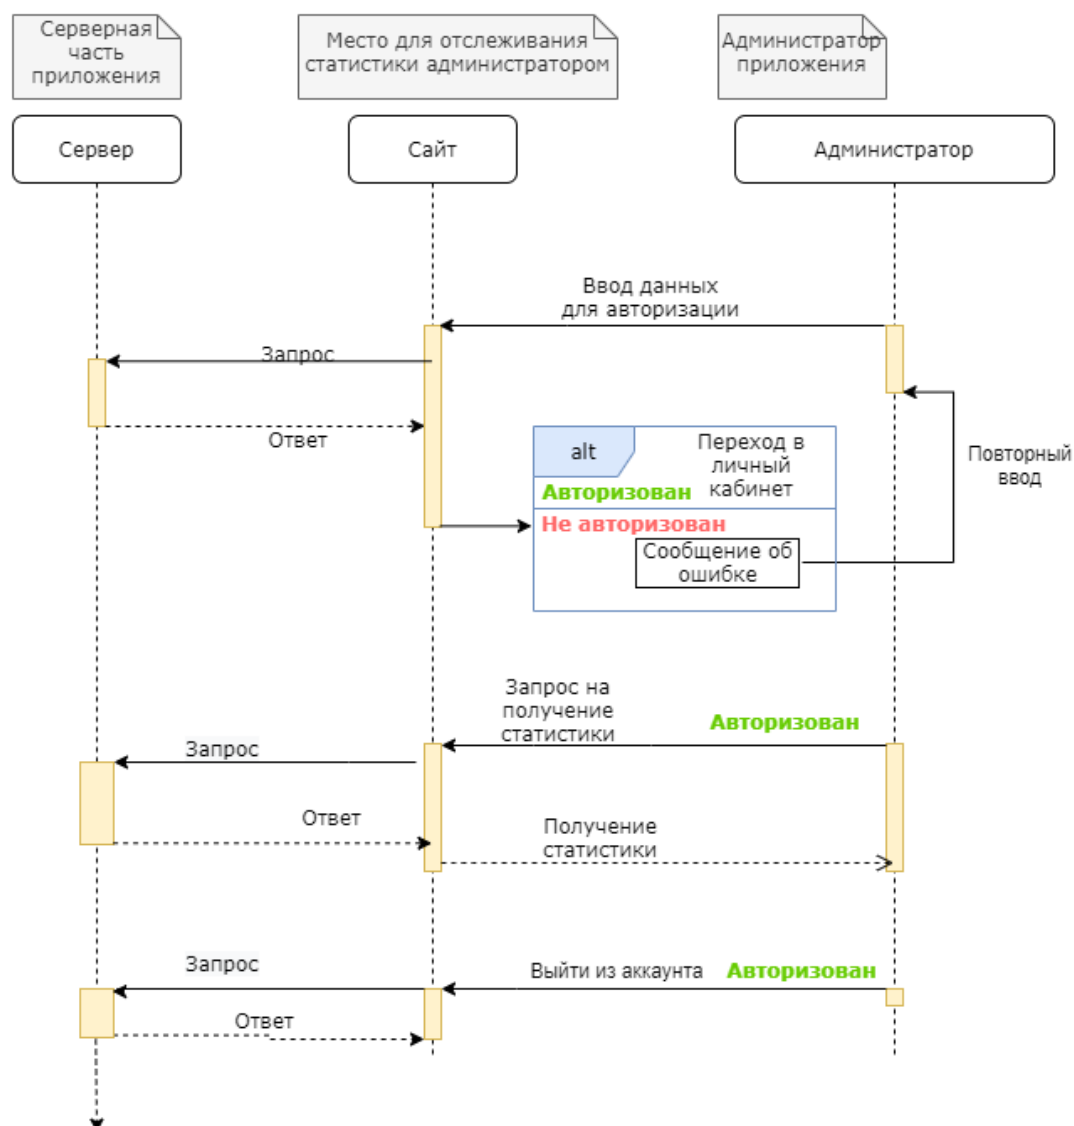 Серверная
часть
приложения
Место для отслеживания
статистики администратором
Администратор
приложения
Сервер
Сайт
Администратор
Ввод данных
для авторизации
Запрос
Ответ
alt
Переход в
личный
кабинет
Авторизован
Не авторизован
Сообщение об
ошибке
Повторный
ввод
Запрос на
получение
статистики
Авторизован
Запрос
Ответ
Получение
статистики
Запрос
Выйти из аккаунта
Авторизован
Ответ